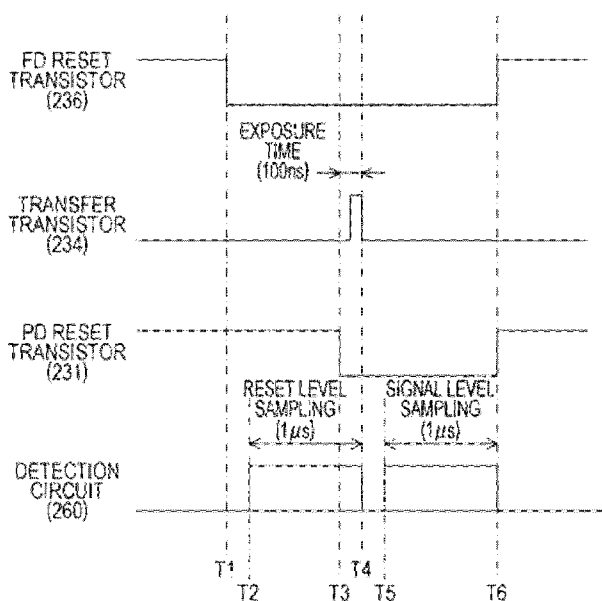 FD RESET
TRANSISTOR
(236)
EXPOSURE
TIME
(100ns)
TRANSFER
TRANSISTOR
(234)
PD RESET
TRANSISTOR
(231)
RESET LEVEL
SAMPLING
(1μs)
SIGNAL LEVEL
SAMPLING
(1μs)
DETECTION
CIRCUIT
(260)
T1
T2
T3
T4
T5
T6